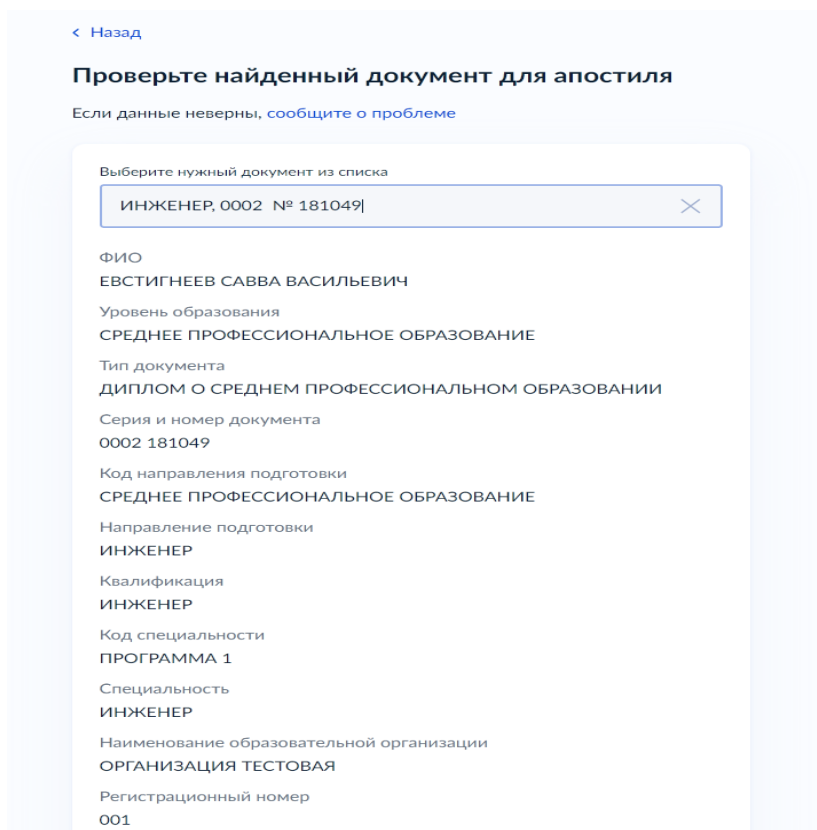 Назад
Проверьте найденный документ для апостиля
Если данные неверны, сообщите о проблеме
Выберите нужный документ из списка
ИНЖЕНЕР, 0002 № 181049
ФИО
ЕВСТИГНЕЕВ САВВА ВАСИЛЬЕВИЧ
Уровень образования
СРЕДНЕЕ ПРОФЕССИОНАЛЬНОЕ ОБРАЗОВАНИЕ
Тип документа
ДИПЛОМ О СРЕДНЕМ ПРОФЕССИОНАЛЬНОМ ОБРАЗОВАНИИ
Серия и номер документа
0002 181049
Код направления подготовки
СРЕДНЕЕ ПРОФЕССИОНАЛЬНОЕ ОБРАЗОВАНИЕ
Направление подготовки
ИНЖЕНЕР
Квалификация
ИНЖЕНЕР
Код специальности
ПРОГРАММА 1
Специальность
ИНЖЕНЕР
Наименование образовательной организации
ОРГАНИЗАЦИЯ ТЕСТОВАЯ
Регистрационный номер
001